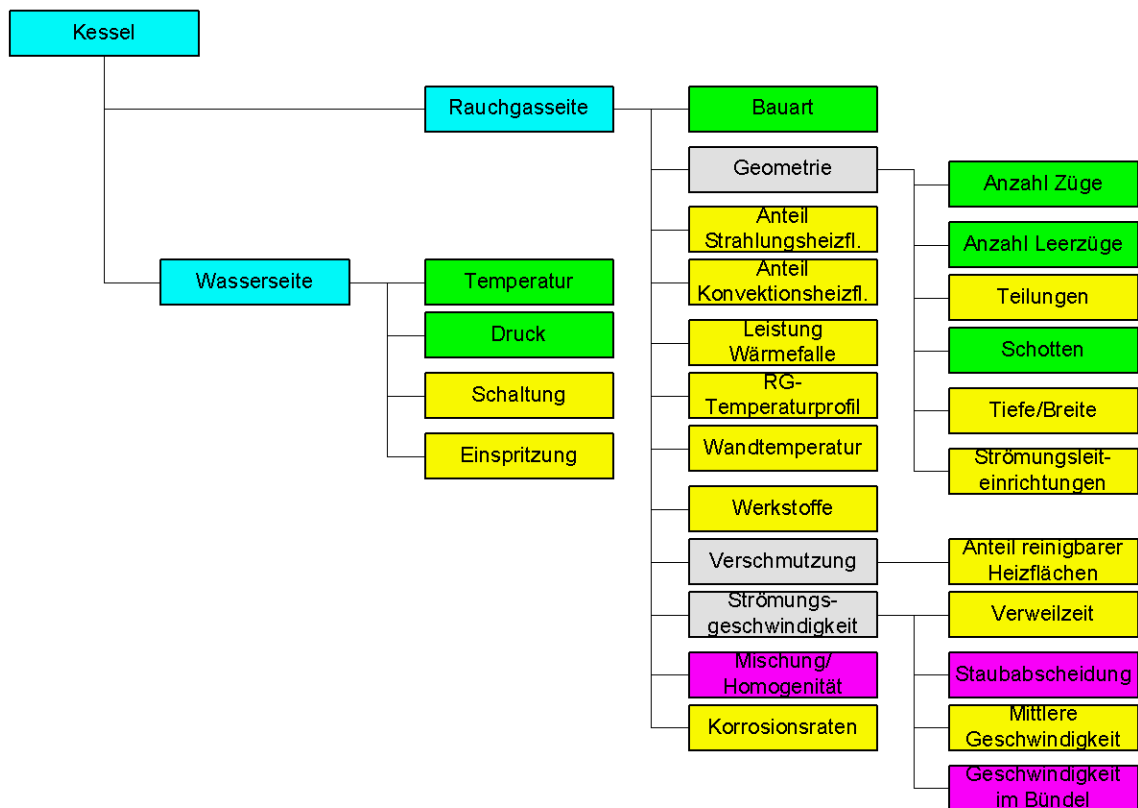 Kessel
Rauchgasseite
Bauart
Geometrie
Anzahl Züge
Anteil
Strahlungsheizfl.
Anzahl Leerzüge
Wasserseite
Temperatur
Anteil
Konvektionsheizfl.
Teilungen
Druck
Leistung
Wärmefalle
Schotten
Schaltung
RG-
Temperaturprofil
Tiefe/Breite
Einspritzung
Wandtemperatur
Strömungsleit-
einrichtungen
Werkstoffe
Verschmutzung
Anteil reinigbarer
Heizflächen
Strömungs-
geschwindigkeit
Verweilzeit
Mischung/
Homogenität
Staubabscheidung
Korrosionsraten
Mittlere
Geschwindigkeit
Geschwindigkeit
im Bündel